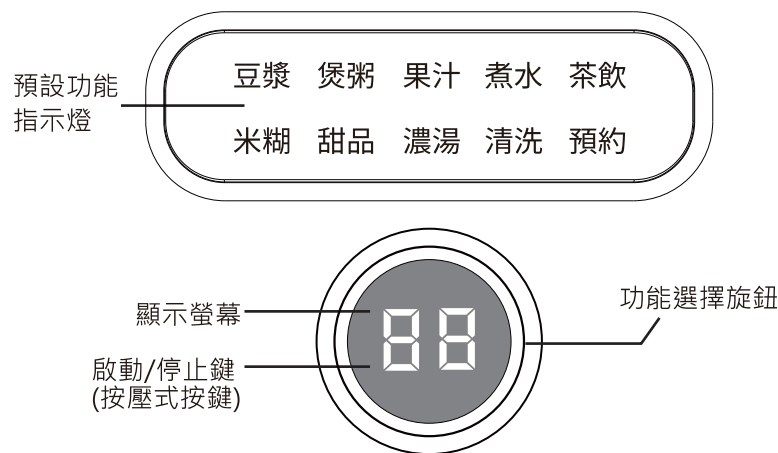 豆漿 煲粥 果汁 煮水 茶飲
預設功能
指示燈
米糊 甜品 濃湯 清洗 預約
功能選擇旋鈕
顯示螢幕
88
啟動/停止鍵
(按壓式按鍵)